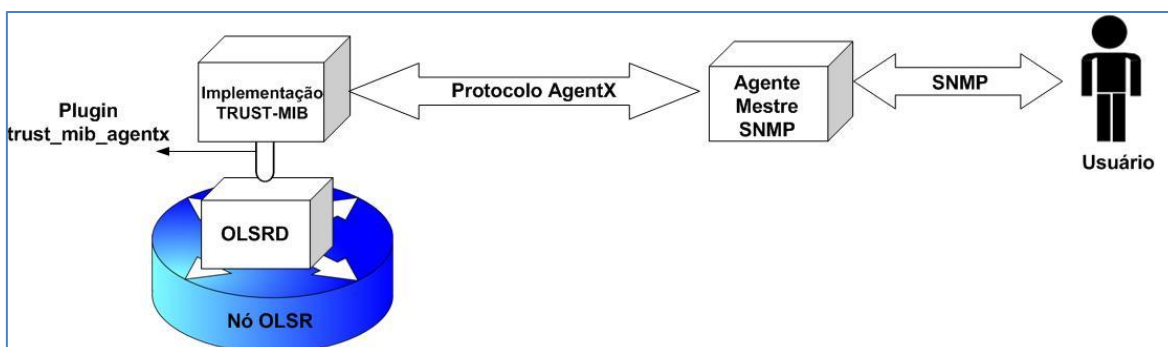 Plugin
trust_mib_agentx
Implementação
TRUST-MIB
Protocolo AgentX
Agente
Mestre
SNMP
SNMP
Usuário
OLSRD
Nó OLSR